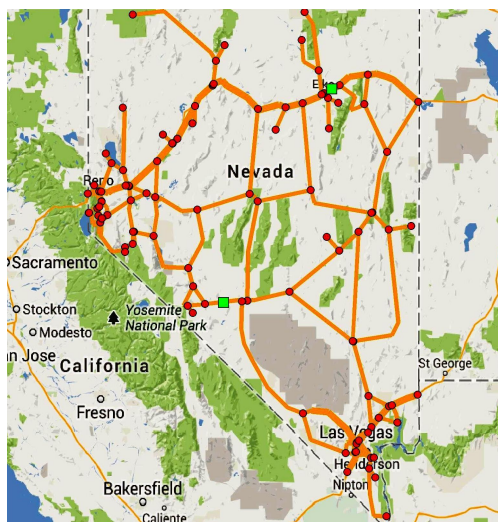 Elko
Nevada
Reno
Sacramento
Stockton
Yosemite
National Park
Modesto
an Jose
California
St George
Fresno
Las Vegas
Henderson
Nipton
Bakersfield
Caliente